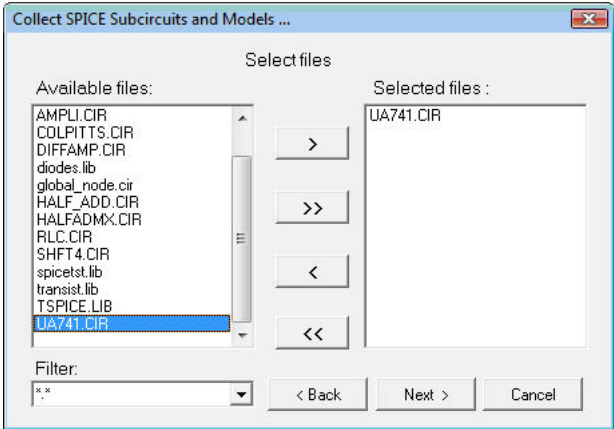 Collect SPICE Subcircuits and Models ...
Select files
Available files:
Selected files :
AMPLI.CIR
COLPITTS.CIR
DIFFAMP.CIR
diodes.lib
global_node.cir
HALF_ADD.CIR
HALFADMX.CIR
RLC.CIR
SHFT4.CIR
spicetst.lib
transist.lib
TSPICE.LIB
UA741.CIR
>
>>
<
<<
UA741.CIR
Filter:
*.*
< Back
Next >
Cancel